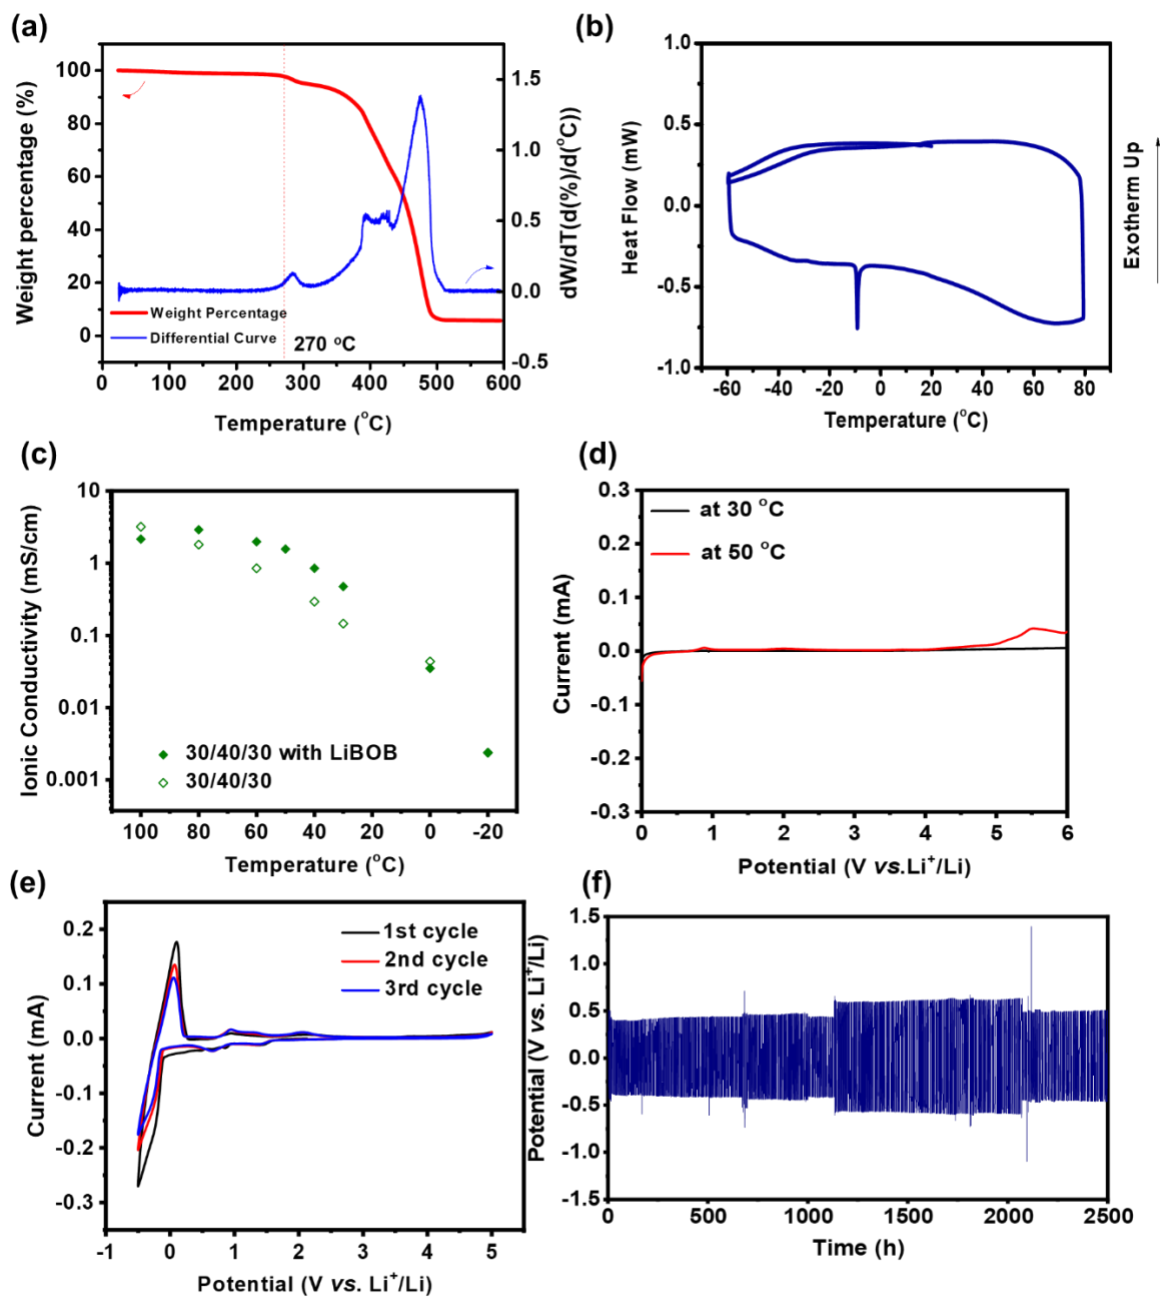 (a)
100
80
60
40
20
0
Weight percentage (%)
1.5
1.0
0.5
0.0
-0.5
dW/dT(d(%)/d(°C))
Weight Percentage
Differential Curve
270 °C
0 100 200 300 400 500 600
Temperature (°C)
(b)
1.0
0.5
0.0
-0.5
-1.0
Heat Flow (mW)
Exotherm Up
-60 -40 -20 0 20 40 60 80
Temperature (°C)
(c)
10
1
0.1
0.01
0.001
Ionic Conductivity (mS/cm)
30/40/30 with LiBOB
30/40/30
100 80 60 40 20 0 -20
Temperature (°C)
(d)
0.3
0.2
0.1
0.0
-0.1
-0.2
-0.3
Current (mA)
at 30 °C
at 50 °C
0 1 2 3 4 5 6
Potential (V vs.Li⁺/Li)
(e)
0.2
0.1
0.0
-0.1
-0.2
-0.3
Current (mA)
1st cycle
2nd cycle
3rd cycle
-1 0 1 2 3 4 5
Potential (V vs. Li⁺/Li)
(f)
1.5
1.0
0.5
0.0
-0.5
-1.0
-1.5
Potential (V vs. Li⁺/Li)
0 500 1000 1500 2000 2500
Time (h)